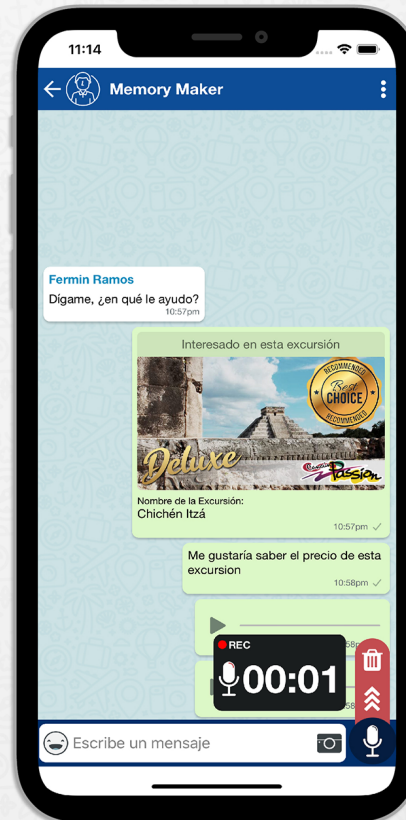 11:14
Memory Maker
Fermin Ramos
Dígame, ¿en qué le ayudo?
10:57pm
Interesado en esta excursión
RECOMMENDED
Best
CHOICE
RECOMMENDED
Deluxe
Passion
Nombre de la Excursión:
Chichén Itzá
10:57pm
Me gustaría saber el precio de esta
excursion
10:58pm
REC
00:01
Escribe un mensaje